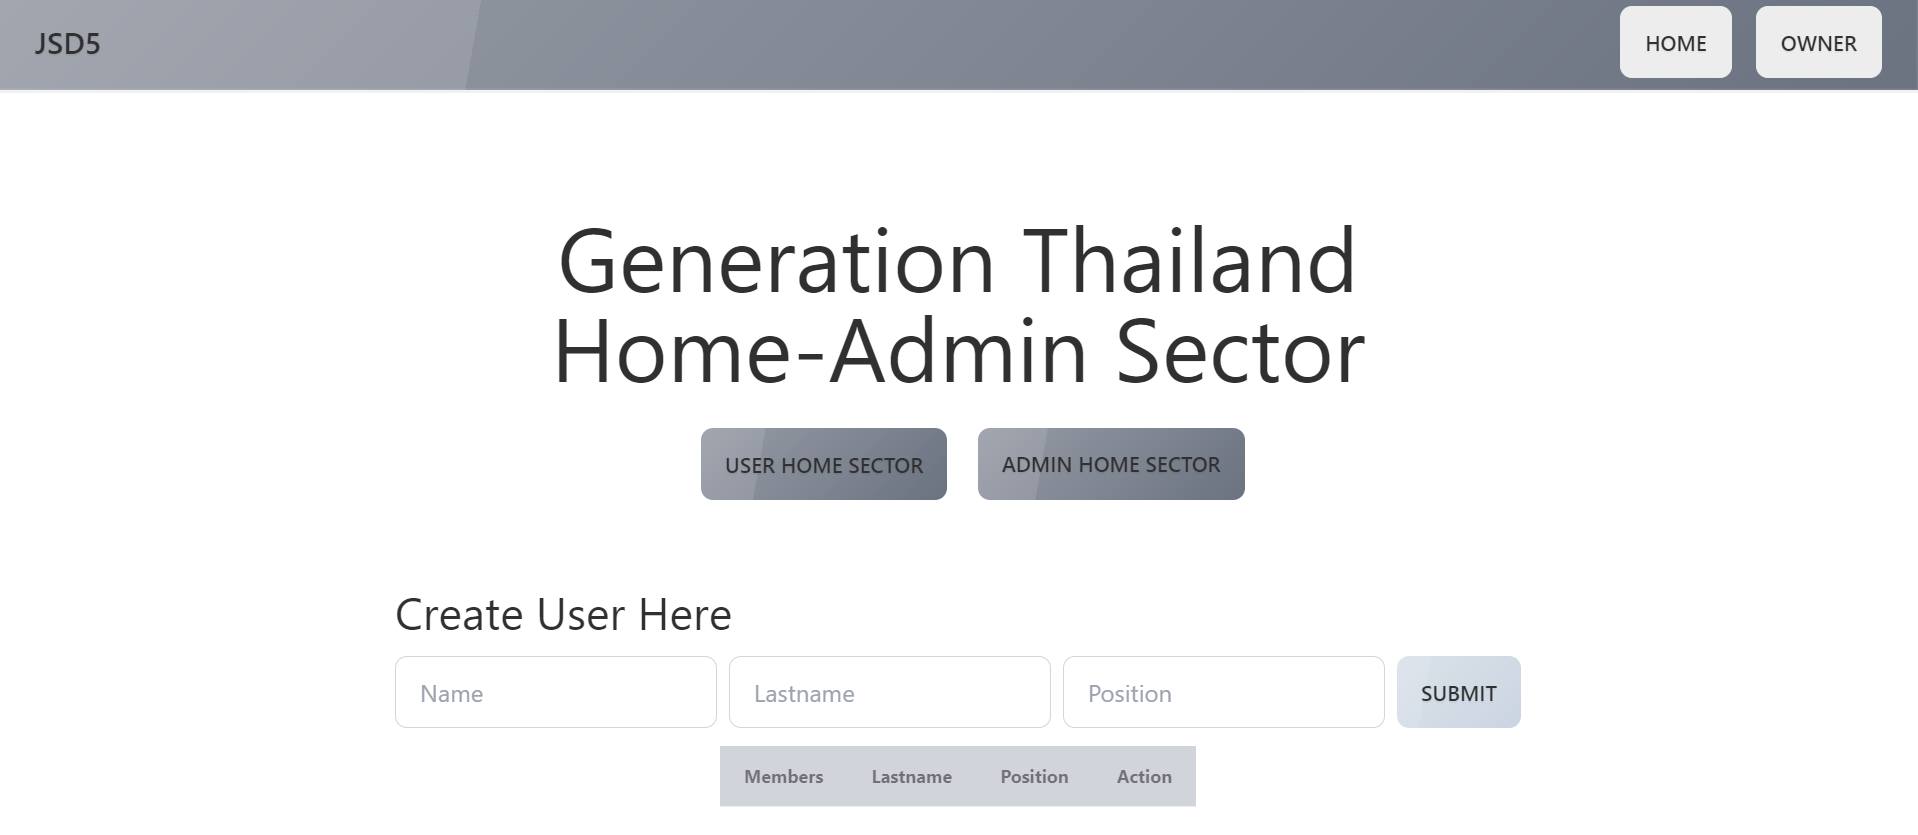 JSD5
HOME OWNER
Generation Thailand
Home-Admin Sector
USER HOME SECTOR ADMIN HOME SECTOR
Create User Here
Name Lastname Position SUBMIT
Members Lastname Position Action